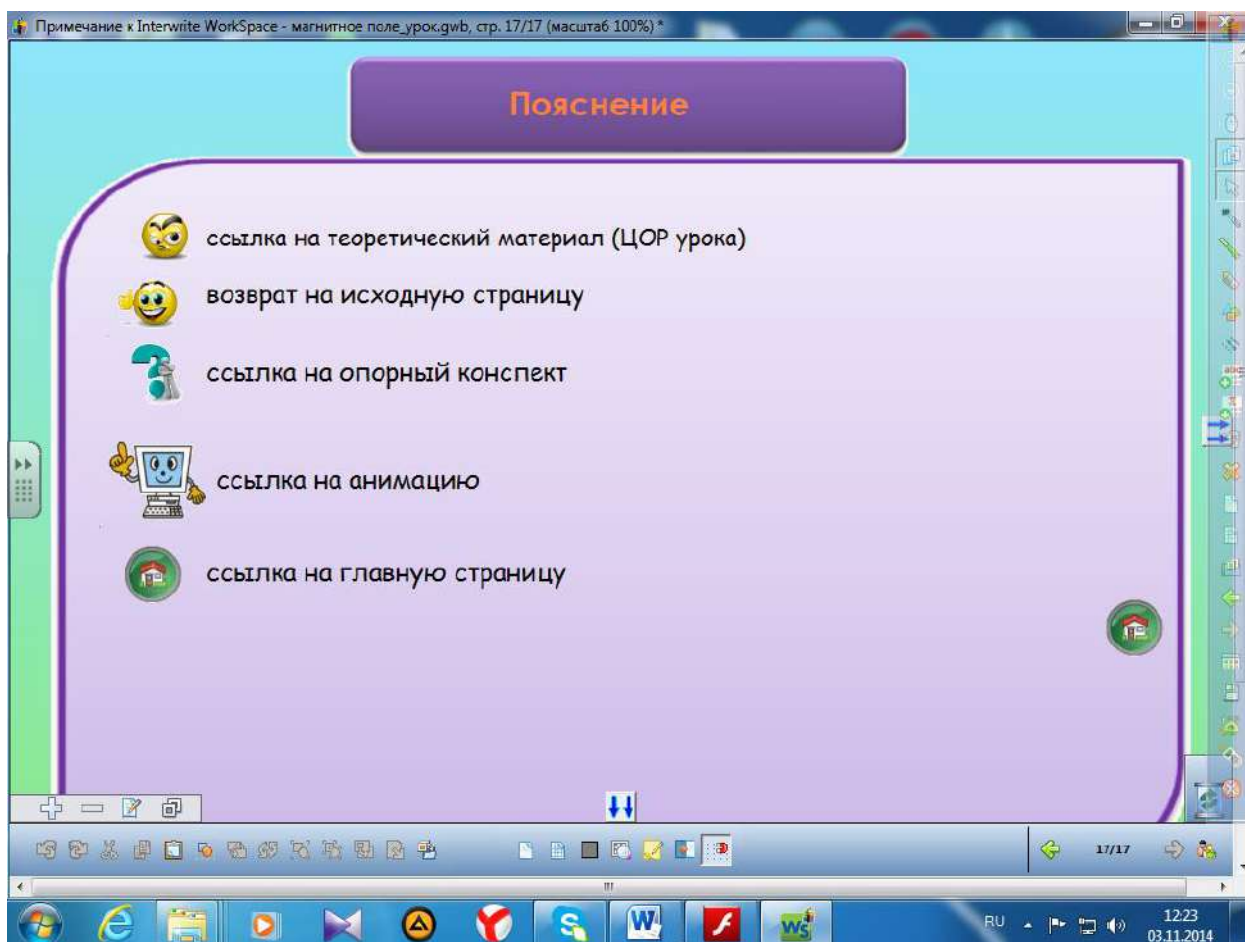 Примечание к Interwrite WorkSpace - магнитное поле_урок.gwb, стр. 17/17 (масштаб 100%) *
Пояснение
ссылка на теоретический материал (ЦОР урока)
возврат на исходную страницу
ссылка на опорный конспект
ссылка на анимацию
ссылка на главную страницу
17/17
RU
12:23
03.11.2014